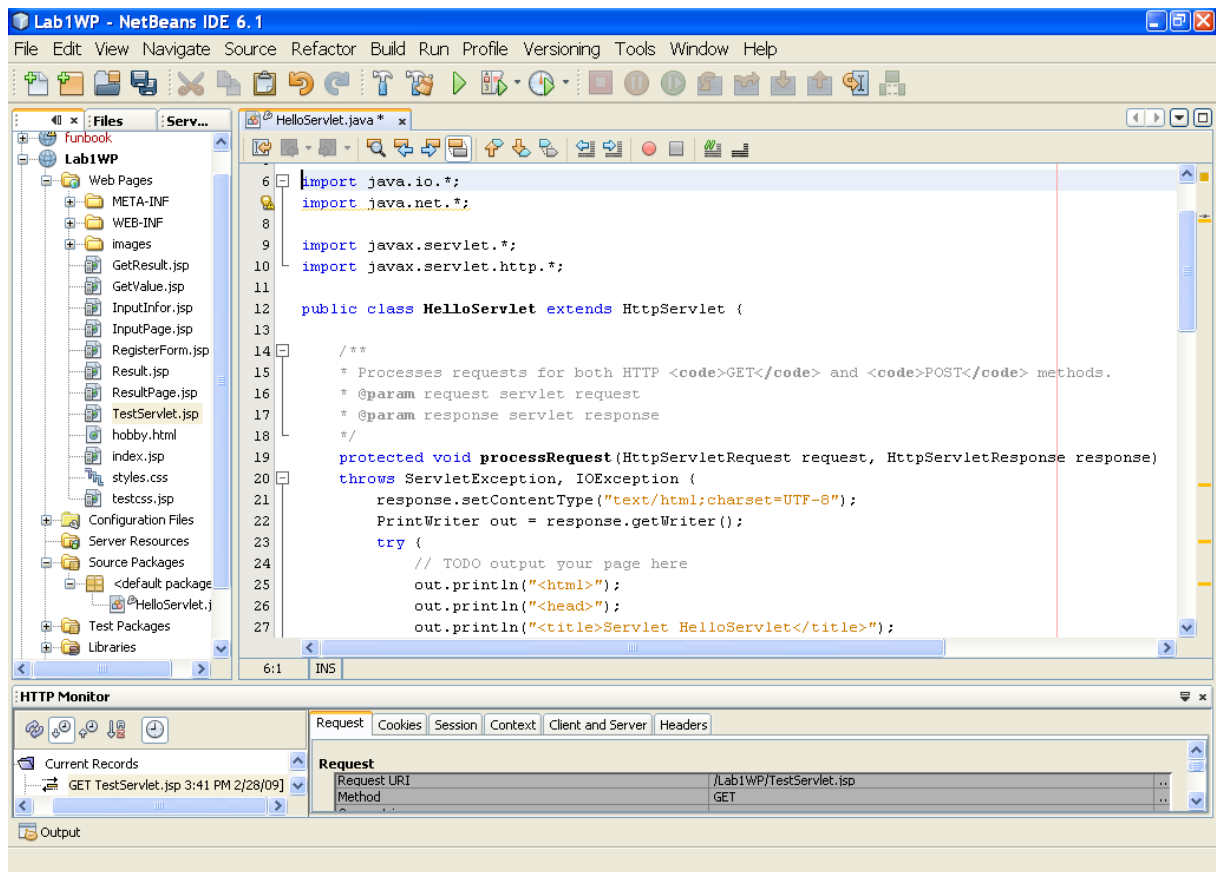 Lab1WP - NetBeans IDE 6.1
File Edit View Navigate Source Refactor Build Run Profile Versioning Tools Window Help
Files
Serv...
funbook
Lab1WP
Web Pages
META-INF
WEB-INF
images
GetResult.jsp
GetValue.jsp
InputInfor.jsp
InputPage.jsp
RegisterForm.jsp
Result.jsp
ResultPage.jsp
TestServlet.jsp
hobby.html
index.jsp
styles.css
testcss.jsp
Configuration Files
Server Resources
Source Packages
<default package
HelloServlet.j
Test Packages
Libraries
HelloServlet.java * x
6 import java.io.*;
import java.net.*;
8
9 import javax.servlet.*;
10 import javax.servlet.http.*;
11
12 public class HelloServlet extends HttpServlet {
13
14 /**
15 * Processes requests for both HTTP <code>GET</code> and <code>POST</code> methods.
16 * @param request servlet request
17 * @param response servlet response
18 */
19 protected void processRequest(HttpServletRequest request, HttpServletResponse response)
20 throws ServletException, IOException {
21 response.setContentType("text/html;charset=UTF-8");
22 PrintWriter out = response.getWriter();
23 try {
24 // TODO output your page here
25 out.println("<html>");
26 out.println("<head>");
27 out.println("<title>Servlet HelloServlet</title>");
6:1 INS
HTTP Monitor
Current Records
GET TestServlet.jsp 3:41 PM 2/28/09]
Request Cookies Session Context Client and Server Headers
Request
Request URI /Lab1WP/TestServlet.jsp ..
Method GET ..
Output